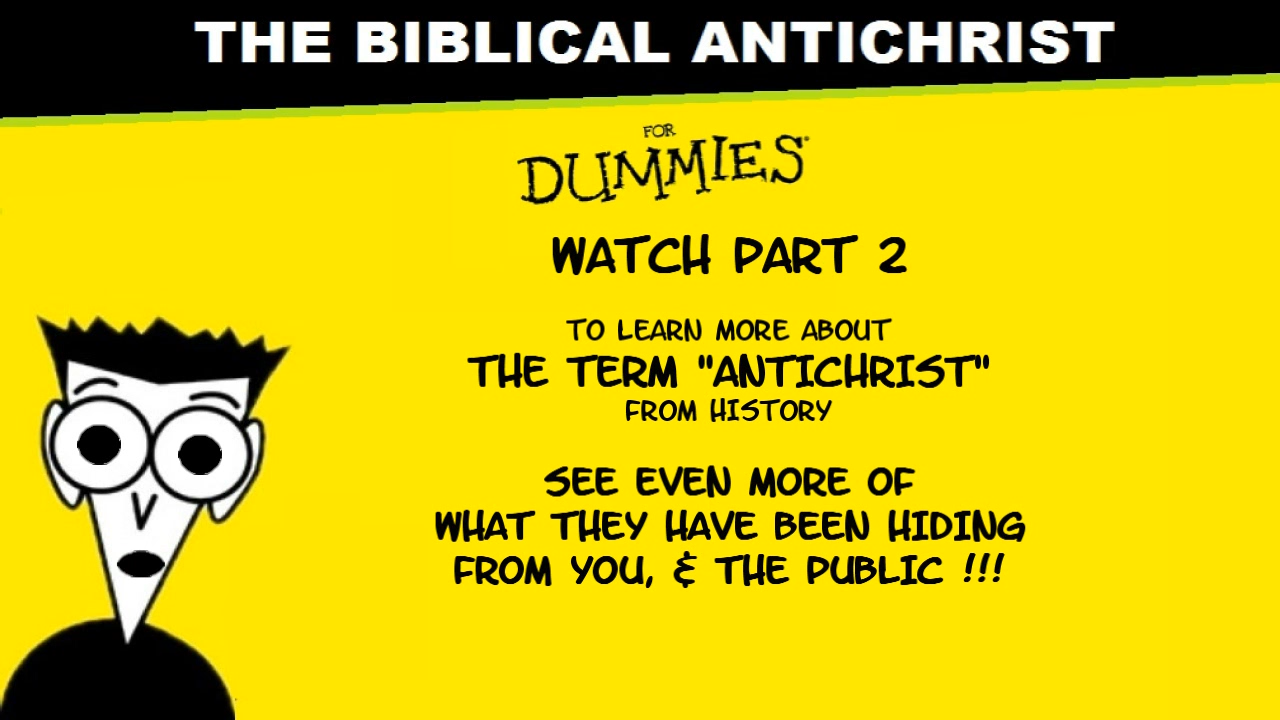 THE BIBLICAL ANTICHRIST
FOR
DUMMIES®
WATCH PART 2
TO LEARN MORE ABOUT
THE TERM "ANTICHRIST"
FROM HISTORY
SEE EVEN MORE OF
WHAT THEY HAVE BEEN HIDING
FROM YOU, & THE PUBLIC !!!